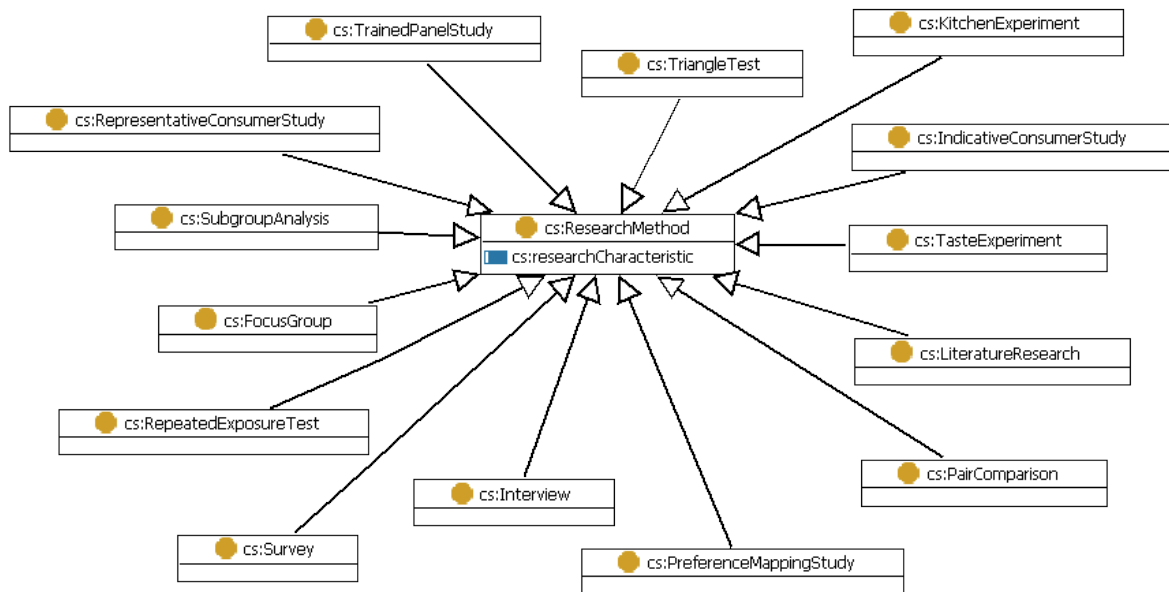 cs:KitchenExperiment
cs:TrainedPanelStudy
cs:TriangleTest
cs:RepresentativeConsumerStudy
cs:IndicativeConsumerStudy
cs:SubgroupAnalysis
cs:ResearchMethod
cs:researchCharacteristic
cs:TasteExperiment
cs:FocusGroup
cs:LiteratureResearch
cs:RepeatedExposureTest
cs:PairComparison
cs:Interview
cs:Survey
cs:PreferenceMappingStudy